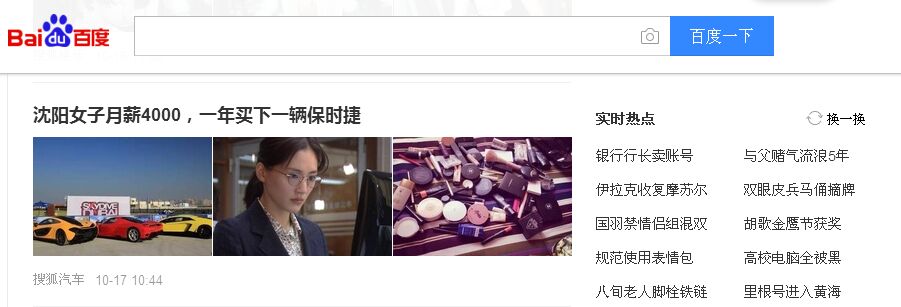 Bai du 百度
百度一下
沈阳女子月薪4000，一年买下一辆保时捷
SKYDIVE
DUBAI
搜狐汽车 10-17 10:44
实时热点 换一换
银行行长卖账号 与父赌气流浪5年
伊拉克收复摩苏尔 双眼皮兵马俑摘牌
国羽禁情侣组混双 胡歌金鹰节获奖
规范使用表情包 高校电脑全被黑
八旬老人脚栓铁链 里根号进入黄海